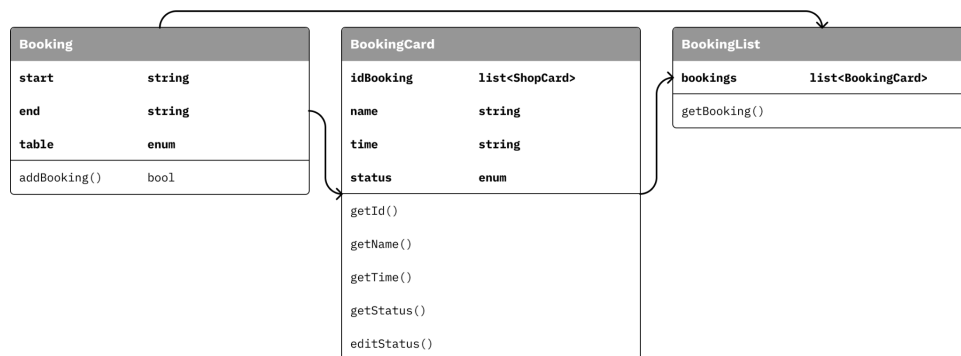 Booking
start string
end string
table enum
addBooking() bool
BookingCard
idBooking list<ShopCard>
name string
time string
status enum
getId()
getName()
getTime()
getStatus()
editStatus()
BookingList
bookings list<BookingCard>
getBooking()